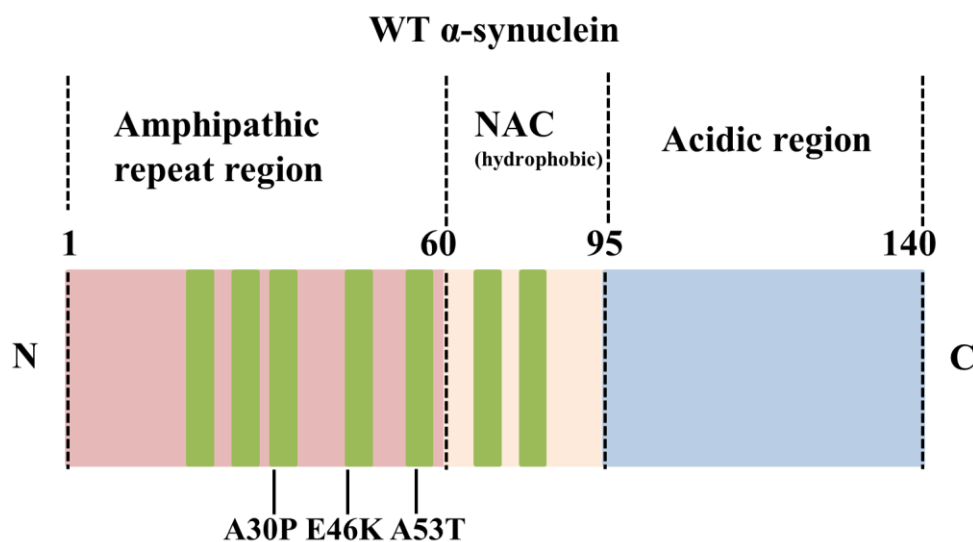 WT α-synuclein
Amphipathic
repeat region
NAC
(hydrophobic)
Acidic region
1
60
95
140
N
C
A30P
E46K
A53T